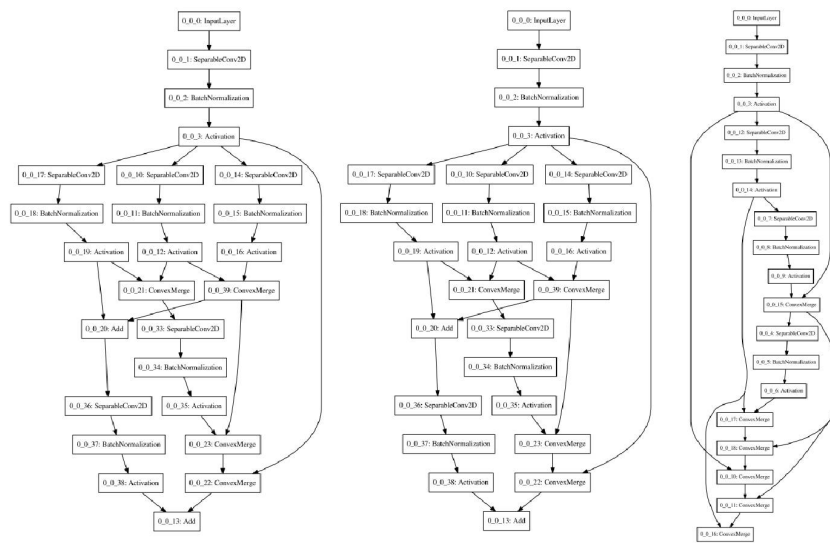 0_0_0: InputLayer
0_0_1: SeparableConv2D
0_0_2: BatchNormalization
0_0_3: Activation
0_0_17: SeparableConv2D
0_0_10: SeparableConv2D
0_0_14: SeparableConv2D
0_0_18: BatchNormalization
0_0_11: BatchNormalization
0_0_15: BatchNormalization
0_0_19: Activation
0_0_12: Activation
0_0_16: Activation
0_0_21: ConvexMerge
0_0_39: ConvexMerge
0_0_20: Add
0_0_33: SeparableConv2D
0_0_34: BatchNormalization
0_0_36: SeparableConv2D
0_0_35: Activation
0_0_37: BatchNormalization
0_0_23: ConvexMerge
0_0_38: Activation
0_0_22: ConvexMerge
0_0_13: Add
0_0_0: InputLayer
0_0_1: SeparableConv2D
0_0_2: BatchNormalization
0_0_3: Activation
0_0_17: SeparableConv2D
0_0_10: SeparableConv2D
0_0_14: SeparableConv2D
0_0_18: BatchNormalization
0_0_11: BatchNormalization
0_0_15: BatchNormalization
0_0_19: Activation
0_0_12: Activation
0_0_16: Activation
0_0_21: ConvexMerge
0_0_39: ConvexMerge
0_0_20: Add
0_0_33: SeparableConv2D
0_0_34: BatchNormalization
0_0_36: SeparableConv2D
0_0_35: Activation
0_0_37: BatchNormalization
0_0_23: ConvexMerge
0_0_38: Activation
0_0_22: ConvexMerge
0_0_13: Add
0_0_0: InputLayer
0_0_1: SeparableConv2D
0_0_2: BatchNormalization
0_0_3: Activation
0_0_12: SeparableConv2D
0_0_13: BatchNormalization
0_0_14: Activation
0_0_7: SeparableConv2D
0_0_8: BatchNormalization
0_0_9: Activation
0_0_15: ConvexMerge
0_0_4: SeparableConv2D
0_0_5: BatchNormalization
0_0_6: Activation
0_0_17: ConvexMerge
0_0_18: ConvexMerge
0_0_10: ConvexMerge
0_0_11: ConvexMerge
0_0_16: ConvexMerge